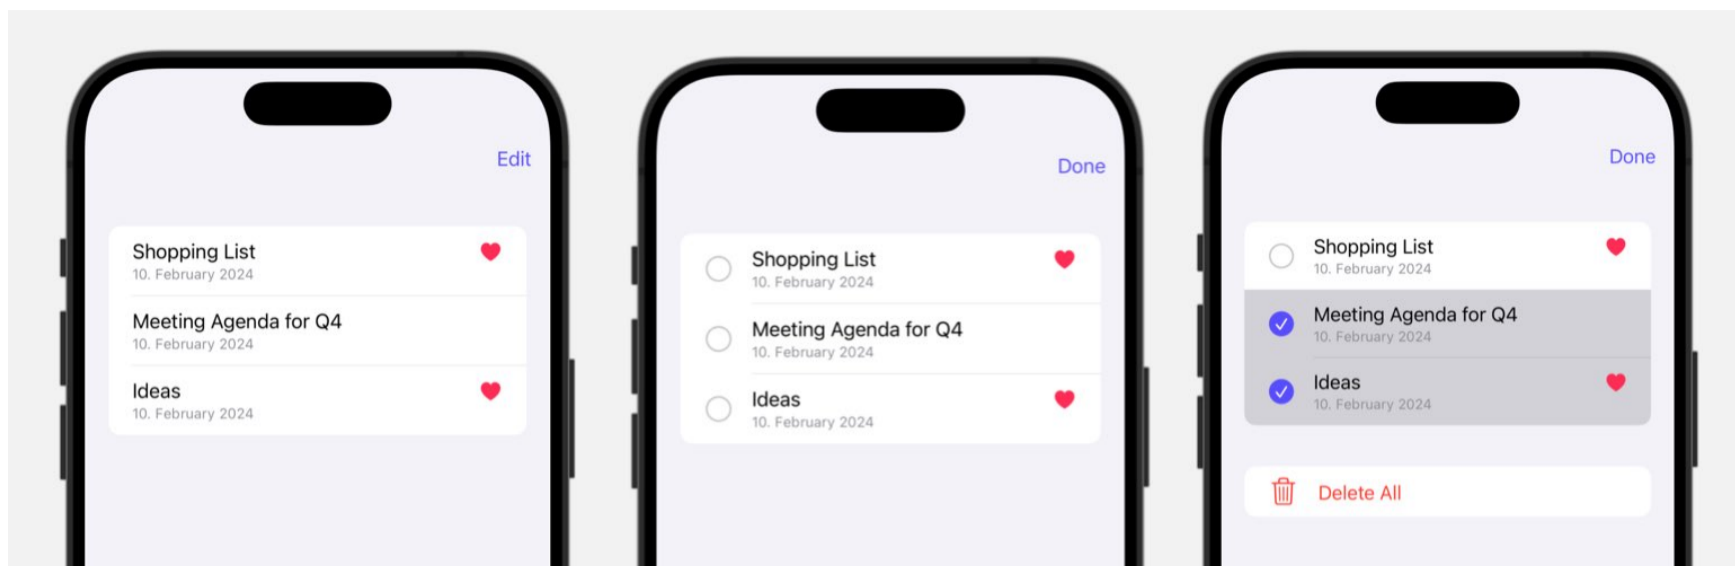 Edit
Shopping List
10. February 2024
Meeting Agenda for Q4
10. February 2024
Ideas
10. February 2024
Done
Shopping List
10. February 2024
Meeting Agenda for Q4
10. February 2024
Ideas
10. February 2024
Done
Shopping List
10. February 2024
Meeting Agenda for Q4
10. February 2024
Ideas
10. February 2024
Delete All